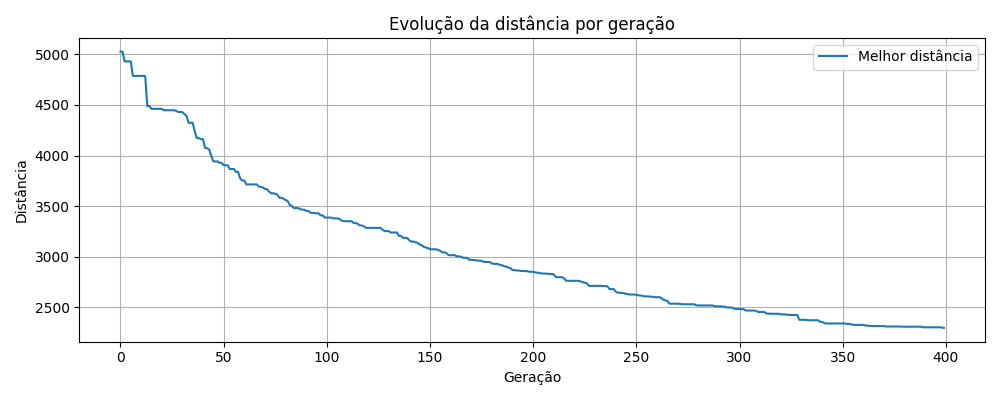 Evolução da distância por geração
Melhor distância
Distância
5000
4500
4000
3500
3000
2500
0 50 100 150 200 250 300 350 400
Geração